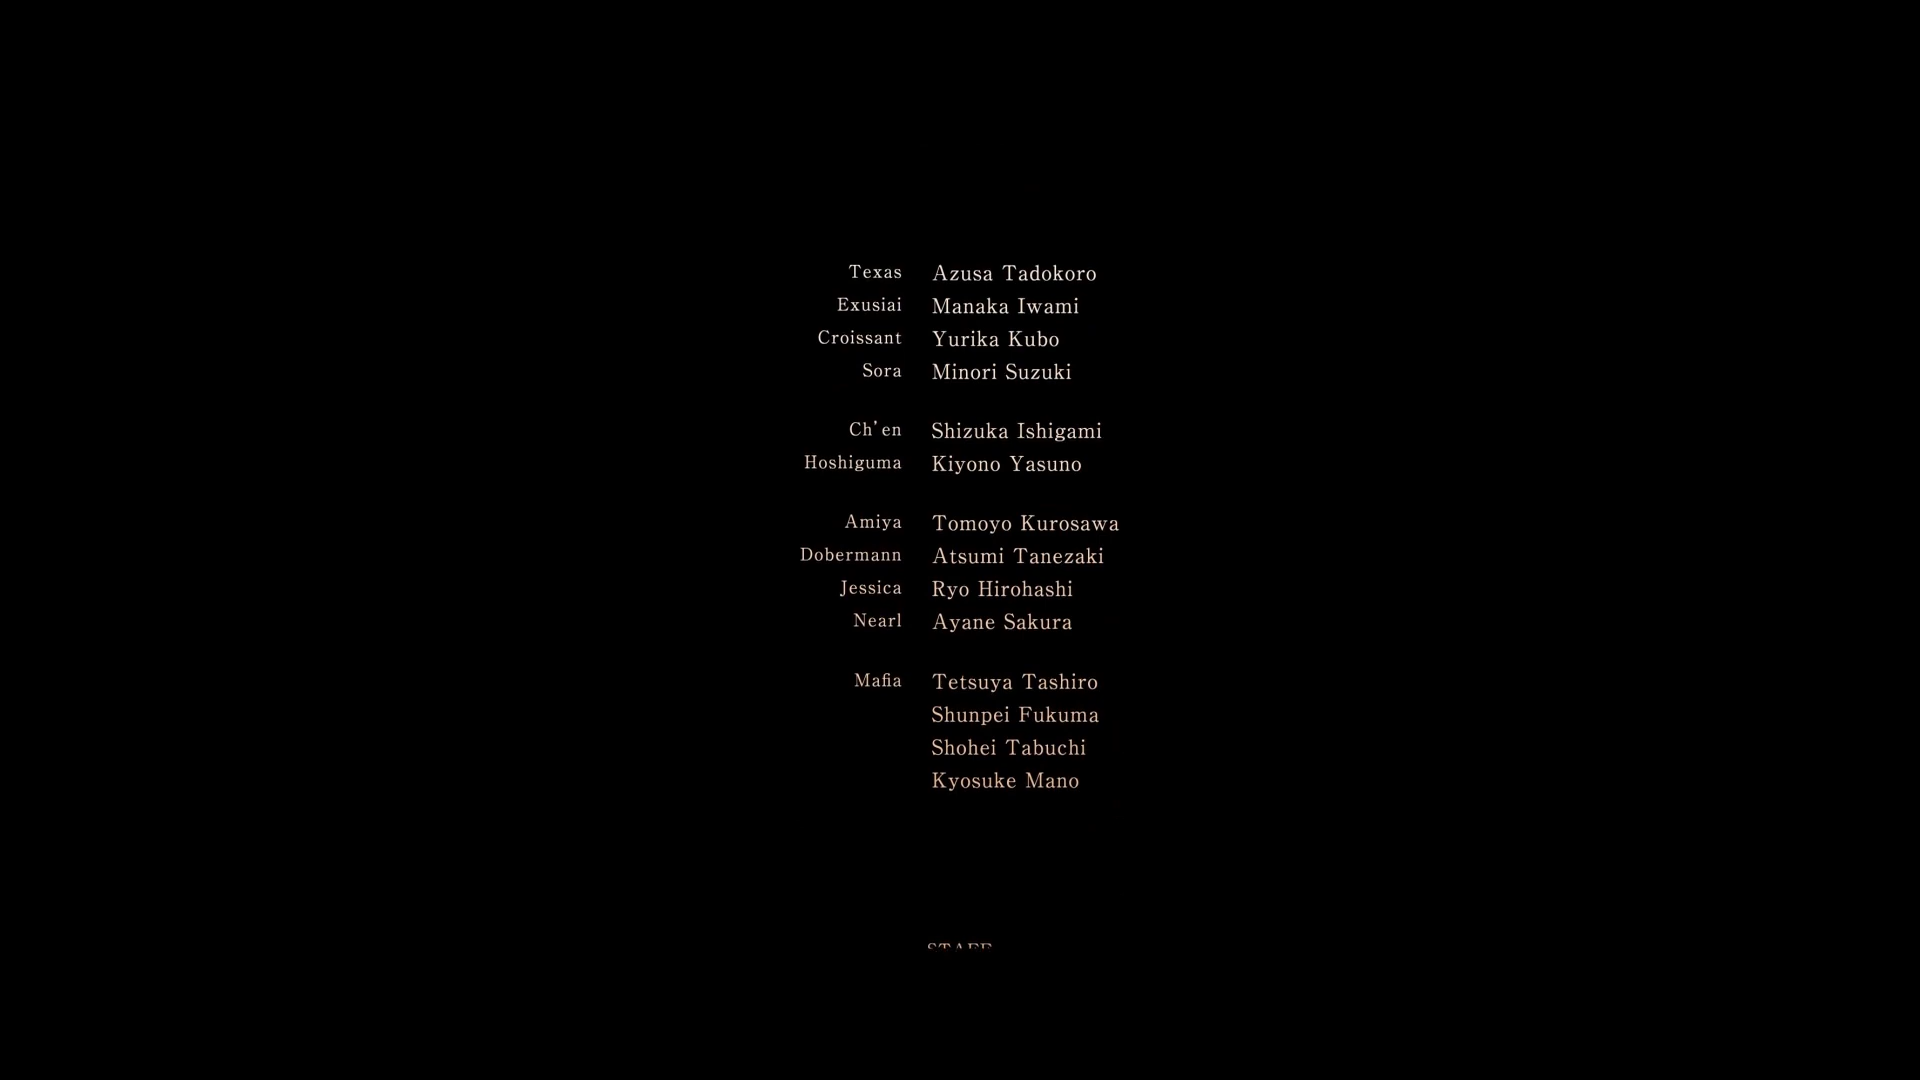 Texas Azusa Tadokoro
Exusiai Manaka Iwami
Croissant Yurika Kubo
Sora Minori Suzuki
Ch'en Shizuka Ishigami
Hoshiguma Kiyono Yasuno
Amiya Tomoyo Kurosawa
Dobermann Atsumi Tanezaki
Jessica Ryo Hirohashi
Nearl Ayane Sakura
Mafia Tetsuya Tashiro
Shunpei Fukuma
Shohei Tabuchi
Kyosuke Mano
STAFF